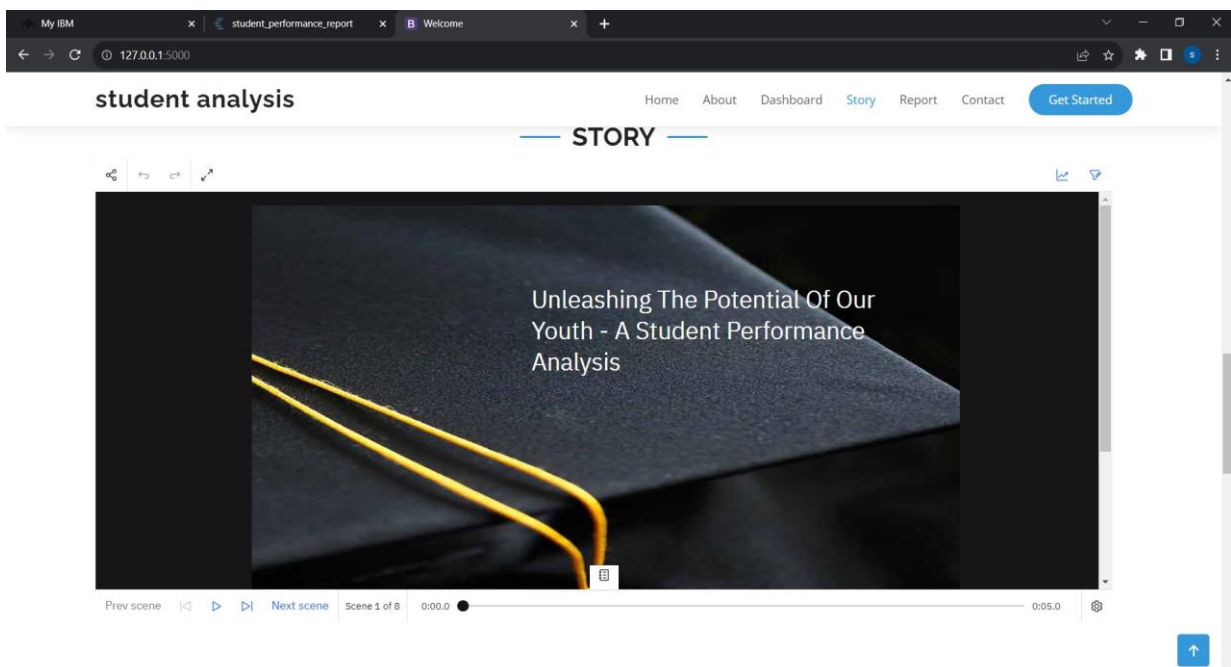 My IBM
student_performance_report
B Welcome
127.0.0.1:5000
s
student analysis
Home About Dashboard Story Report Contact Get Started
STORY
Unleashing The Potential Of Our
Youth - A Student Performance
Analysis
Prev scene Next scene Scene 1 of 8 0:00.0 0:05.0